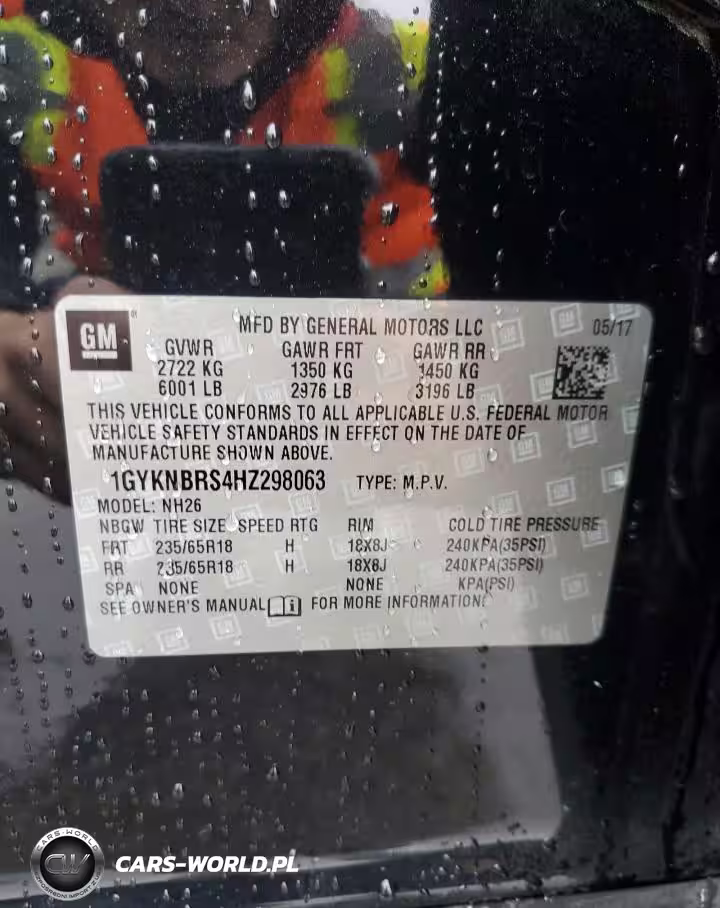 GM
MFD BY GENERAL MOTORS LLC 05/17
GVWR GAWR FRT GAWR RR
2722 KG 1350 KG 1450 KG
6001 LB 2976 LB 3196 LB
THIS VEHICLE CONFORMS TO ALL APPLICABLE U.S. FEDERAL MOTOR
VEHICLE SAFETY STANDARDS IN EFFECT ON THE DATE OF
MANUFACTURE SHOWN ABOVE.
1GYKNBRS4HZ298063 TYPE: M.P.V.
MODEL: NH26
NBGW TIRE SIZE SPEED RTG RIM COLD TIRE PRESSURE
FRT 235/65R18 H 18X8J 240KPA(35PSI)
RR 235/65R18 H 18X8J 240KPA(35PSI)
SPA NONE NONE KPA(PSI)
SEE OWNER'S MANUAL FOR MORE INFORMATION.
CARS-WORLD
CW
CARS-WORLD.PL